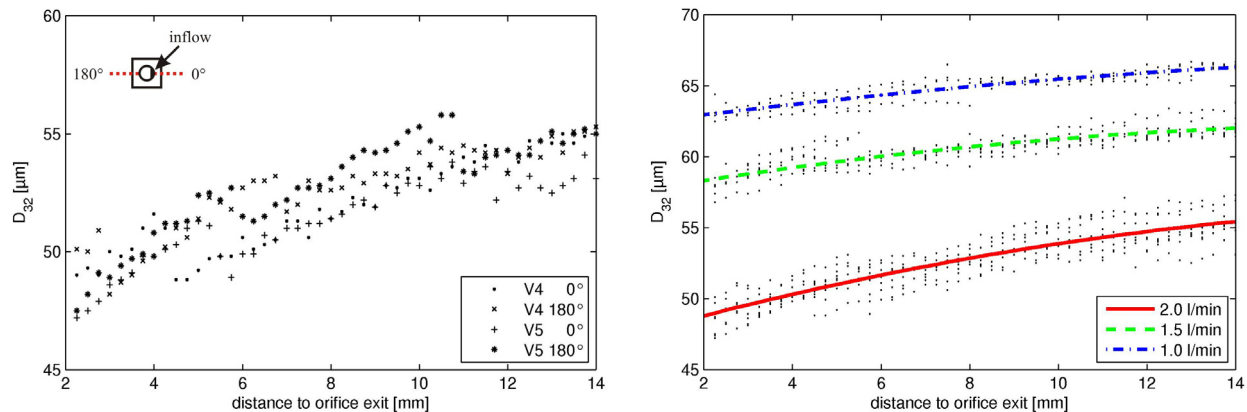 60
inflow
180° 0°
55
D32 [µm]
50
V4 0°
V4 180°
V5 0°
V5 180°
45
2 4 6 8 10 12 14
distance to orifice exit [mm]
70
65
60
D32 [µm]
55
50
2.0 l/min
1.5 l/min
1.0 l/min
45
2 4 6 8 10 12 14
distance to orifice exit [mm]